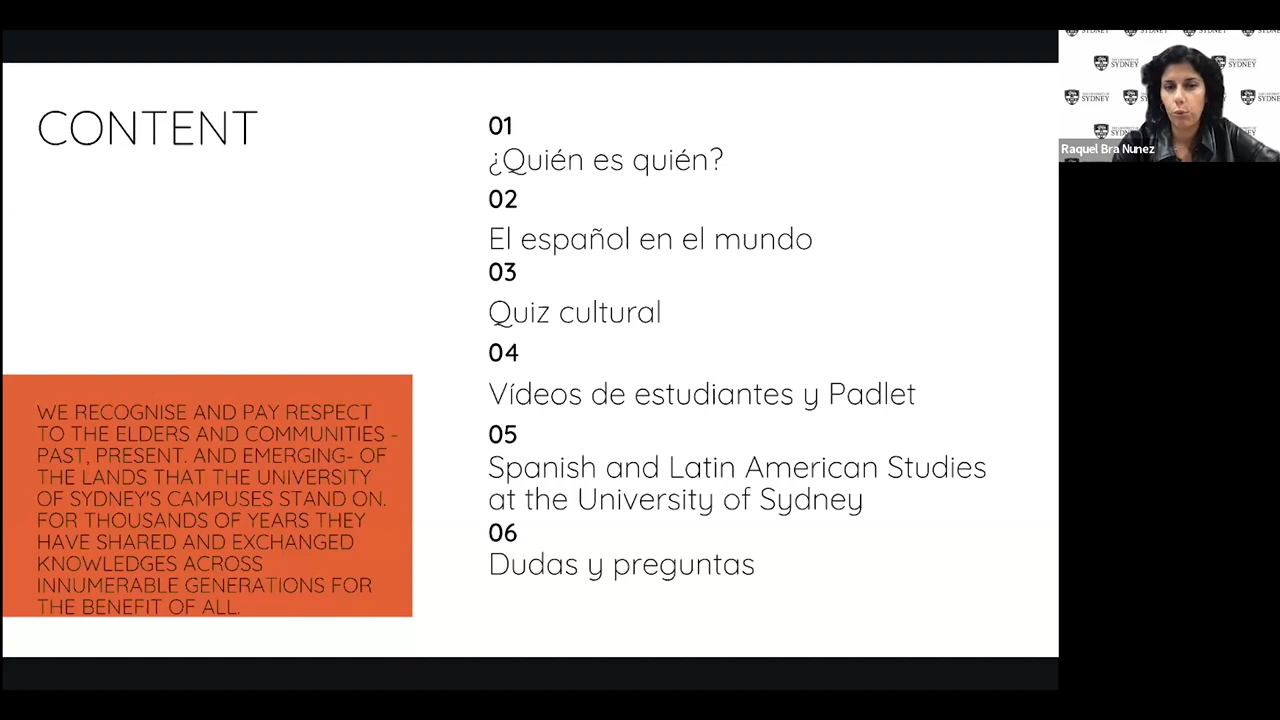 CONTENT
01
¿Quién es quién?
02
El español en el mundo
03
Quiz cultural
04
Vídeos de estudiantes y Padlet
05
Spanish and Latin American Studies
at the University of Sydney
06
Dudas y preguntas
WE RECOGNISE AND PAY RESPECT
TO THE ELDERS AND COMMUNITIES -
PAST, PRESENT. AND EMERGING- OF
THE LANDS THAT THE UNIVERSITY
OF SYDNEY'S CAMPUSES STAND ON.
FOR THOUSANDS OF YEARS THEY
HAVE SHARED AND EXCHANGED
KNOWLEDGES ACROSS
INNUMERABLE GENERATIONS FOR
THE BENEFIT OF ALL.
SYDNEY
SYDNEY
SYDNEY
SYDNEY
Raquel Bra Nunez